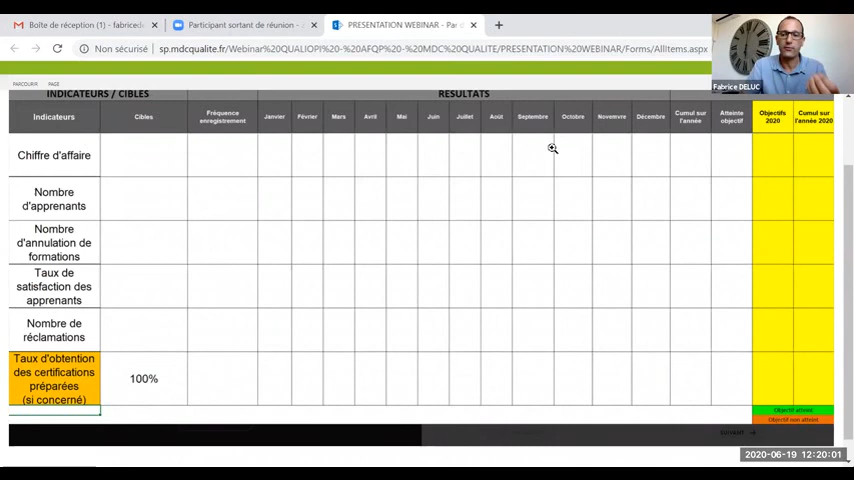 Boîte de réception (1) - fabricede
Participant sortant de réunion -
PRESENTATION WEBINAR - Par d
Non sécurisé
sp.mdcqualite.fr/Webinar%20QUALIOPI%20-%20AFQP%20-%20MDC%20QUALITE/PRESENTATION%20WEBINAR/Forms/AllItems.aspx
Fabrice DELUC
PARCOURIR PAGE
INDICATEURS / CIBLES RESULTATS
Indicateurs Cibles Fréquence enregistrement Janvier Février Mars Avril Mai Juin Juillet Août Septembre Octobre Novemvre Décembre Cumul sur l'année Atteinte objectif Objectifs 2020 Cumul sur l'année 2020
Chiffre d'affaire
Nombre
d'apprenants
Nombre
d'annulation de
formations
Taux de
satisfaction des
apprenants
Nombre de
réclamations
Taux d'obtention
des certifications
préparées
(si concerné)
100%
Objectif atteint
Objectif non atteint
SUIVANT
2020-06-19 12:20:01